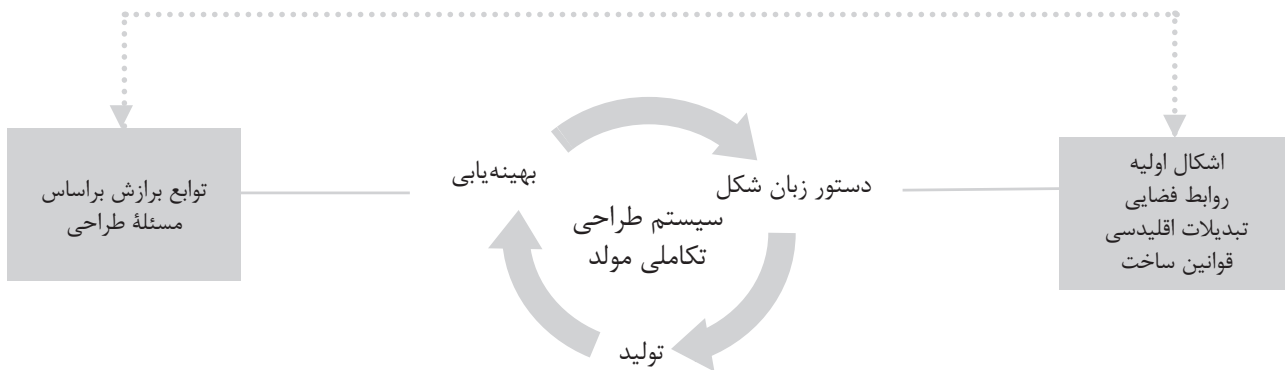 اشکال اولیه
روابط فضایی
تبدیلات اقلیدسی
قوانین ساخت
دستور زبان شکل
بهینه‌یابی
سیستم طراحی
تکاملی مولد
تولید
توابع برازش براساس
مسئلۀ طراحی